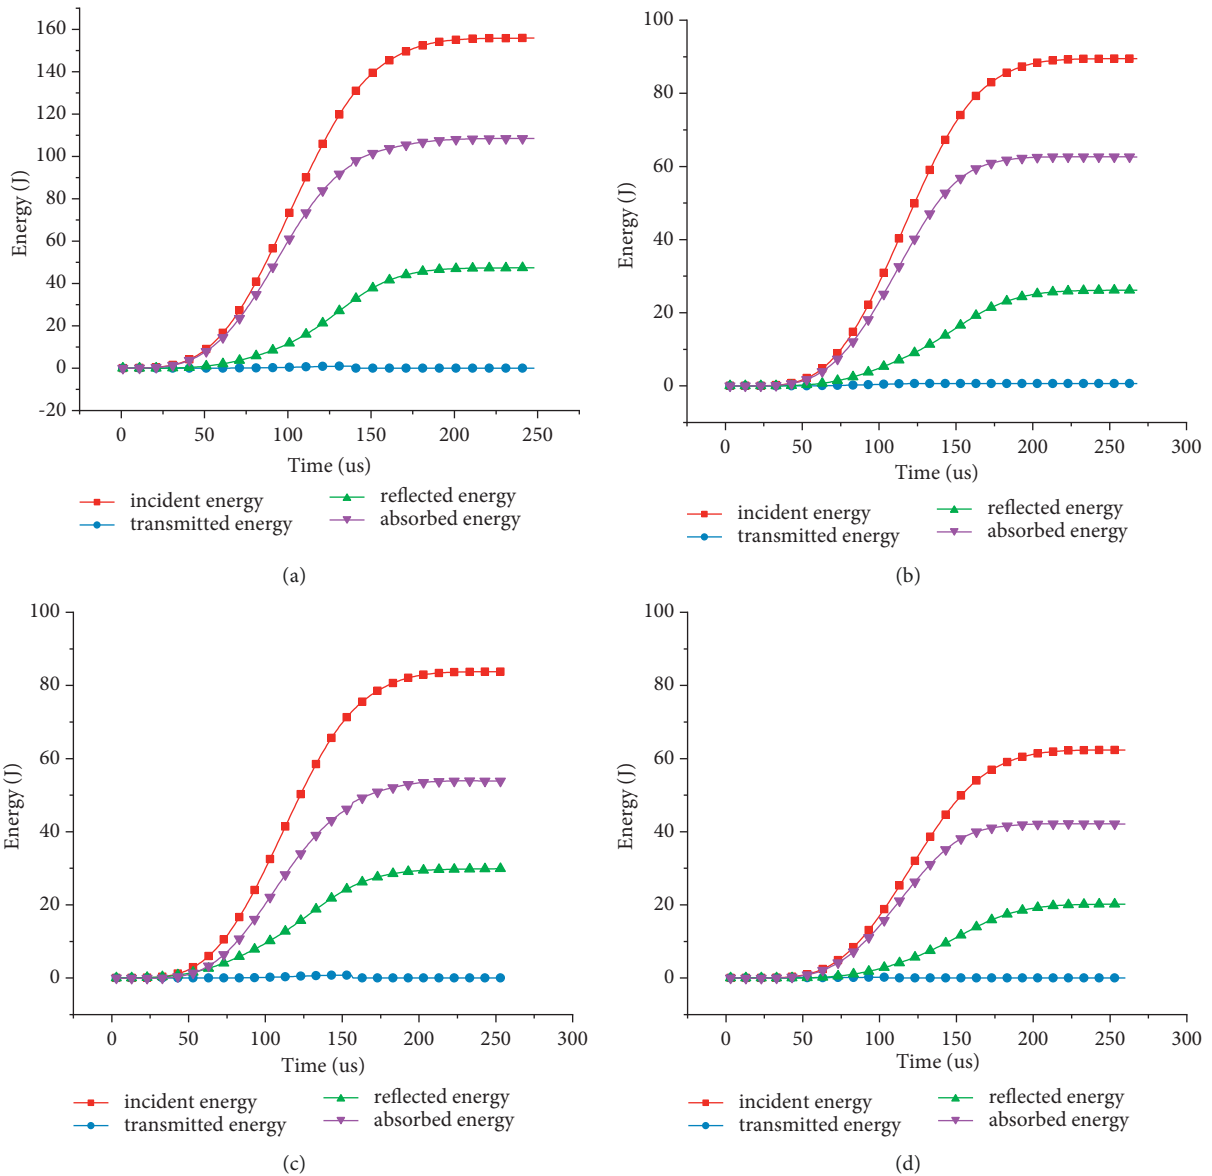 160
140
120
100
80
60
40
20
0
-20
Energy (J)
0 50 100 150 200 250
Time (us)
incident energy
transmitted energy
reflected energy
absorbed energy
(a)
100
80
60
40
20
0
Energy (J)
0 50 100 150 200 250 300
Time (us)
incident energy
transmitted energy
reflected energy
absorbed energy
(b)
100
80
60
40
20
0
Energy (J)
0 50 100 150 200 250 300
Time (us)
incident energy
transmitted energy
reflected energy
absorbed energy
(c)
100
80
60
40
20
0
Energy (J)
0 50 100 150 200 250 300
Time (us)
incident energy
transmitted energy
reflected energy
absorbed energy
(d)